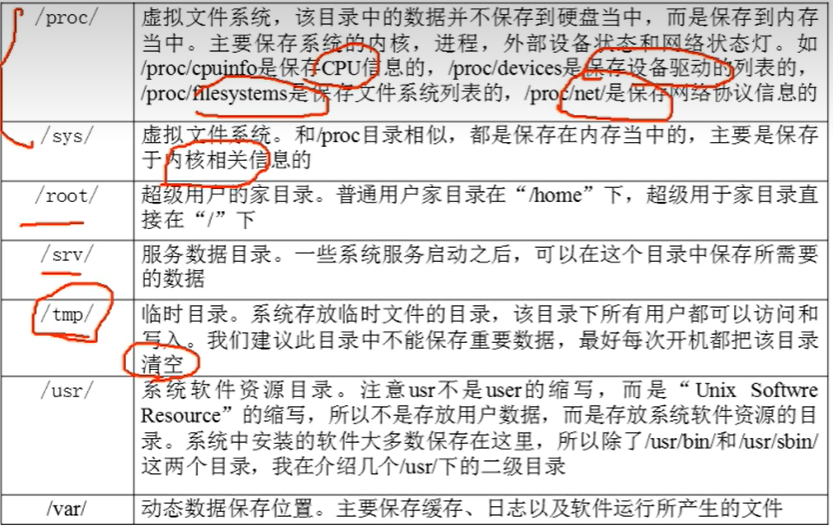 /proc/ 虚拟文件系统，该目录中的数据并不保存到硬盘当中，而是保存到内存
当中。主要保存系统的内核，进程，外部设备状态和网络状态灯。如
/proc/cpuinfo是保存CPU信息的，/proc/devices是保存设备驱动的列表的，
/proc/filesystems是保存文件系统列表的，/proc/net/是保存网络协议信息的
/sys/ 虚拟文件系统。和/proc目录相似，都是保存在内存当中的，主要是保存
于内核相关信息的
/root/ 超级用户的家目录。普通用户家目录在“/home”下，超级用于家目录直
接在“/”下
/srv/ 服务数据目录。一些系统服务启动之后，可以在这个目录中保存所需要
的数据
/tmp/ 临时目录。系统存放临时文件的目录，该目录下所有用户都可以访问和
写入。我们建议此目录中不能保存重要数据，最好每次开机都把该目录
清空
/usr/ 系统软件资源目录。注意usr不是user的缩写，而是“Unix Softwre
Resource”的缩写，所以不是存放用户数据，而是存放系统软件资源的目
录。系统中安装的软件大多数保存在这里，所以除了/usr/bin/和/usr/sbin/
这两个目录，我在介绍几个/usr/下的二级目录
/var/ 动态数据保存位置。主要保存缓存、日志以及软件运行所产生的文件